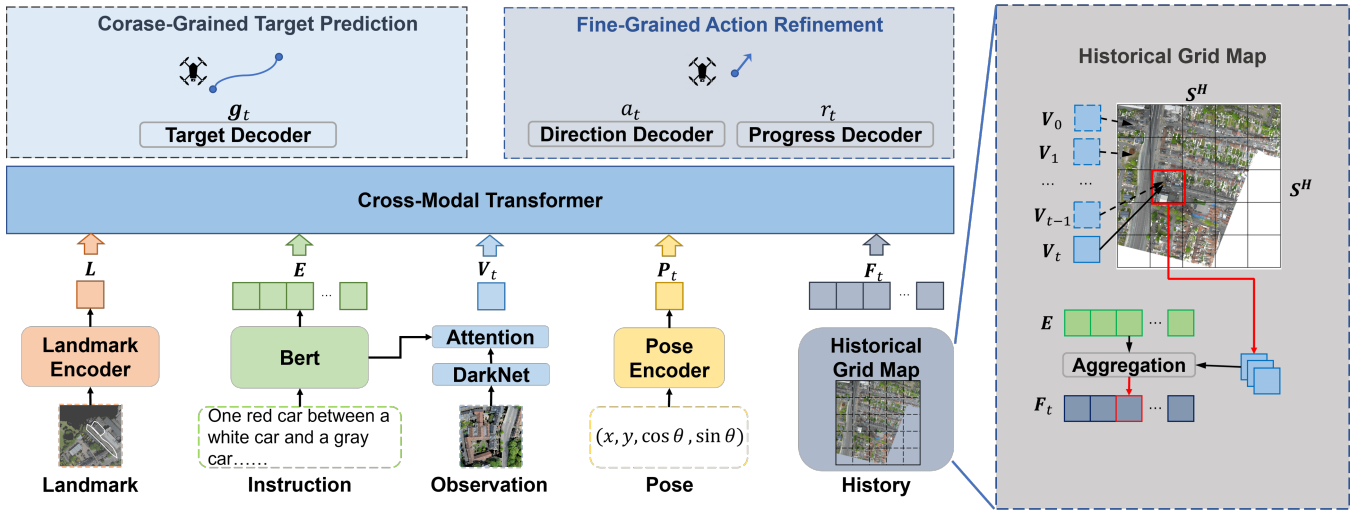 Corase-Grained Target Prediction
g_t
Target Decoder
Fine-Grained Action Refinement
a_t
r_t
Direction Decoder
Progress Decoder
Cross-Modal Transformer
L
E
V_t
P_t
F_t
...
...
Landmark
Encoder
Bert
Attention
DarkNet
Pose
Encoder
Historical
Grid Map
One red car between a
white car and a gray
car……
(x, y, cos θ , sin θ)
Landmark
Instruction
Observation
Pose
History
Historical Grid Map
S^H
V_0
V_1
... ...
S^H
V_{t−1}
V_t
E
...
Aggregation
F_t
...